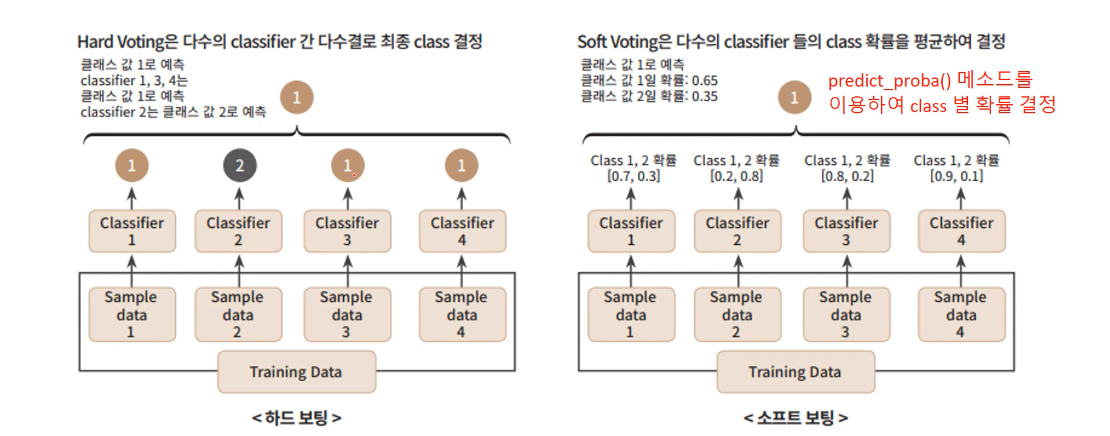 Hard Voting은 다수의 classifier 간 다수결로 최종 class 결정
클래스 값 1로 예측
classifier 1, 3, 4는
클래스 값 1로 예측
classifier 2는 클래스 값 2로 예측
1
1
2
1
1
Classifier
1
Classifier
2
Classifier
3
Classifier
4
Sample
data
1
Sample
data
2
Sample
data
3
Sample
data
4
Training Data
< 하드 보팅 >
Soft Voting은 다수의 classifier 들의 class 확률을 평균하여 결정
클래스 값 1로 예측
클래스 값 1일 확률: 0.65
클래스 값 2일 확률: 0.35
1
predict_proba() 메소드를
이용하여 class 별 확률 결정
Class 1, 2 확률
[0.7, 0.3]
Class 1, 2 확률
[0.2, 0.8]
Class 1, 2 확률
[0.8, 0.2]
Class 1, 2 확률
[0.9, 0.1]
Classifier
1
Classifier
2
Classifier
3
Classifier
4
Sample
data
1
Sample
data
2
Sample
data
3
Sample
data
4
Training Data
< 소프트 보팅 >